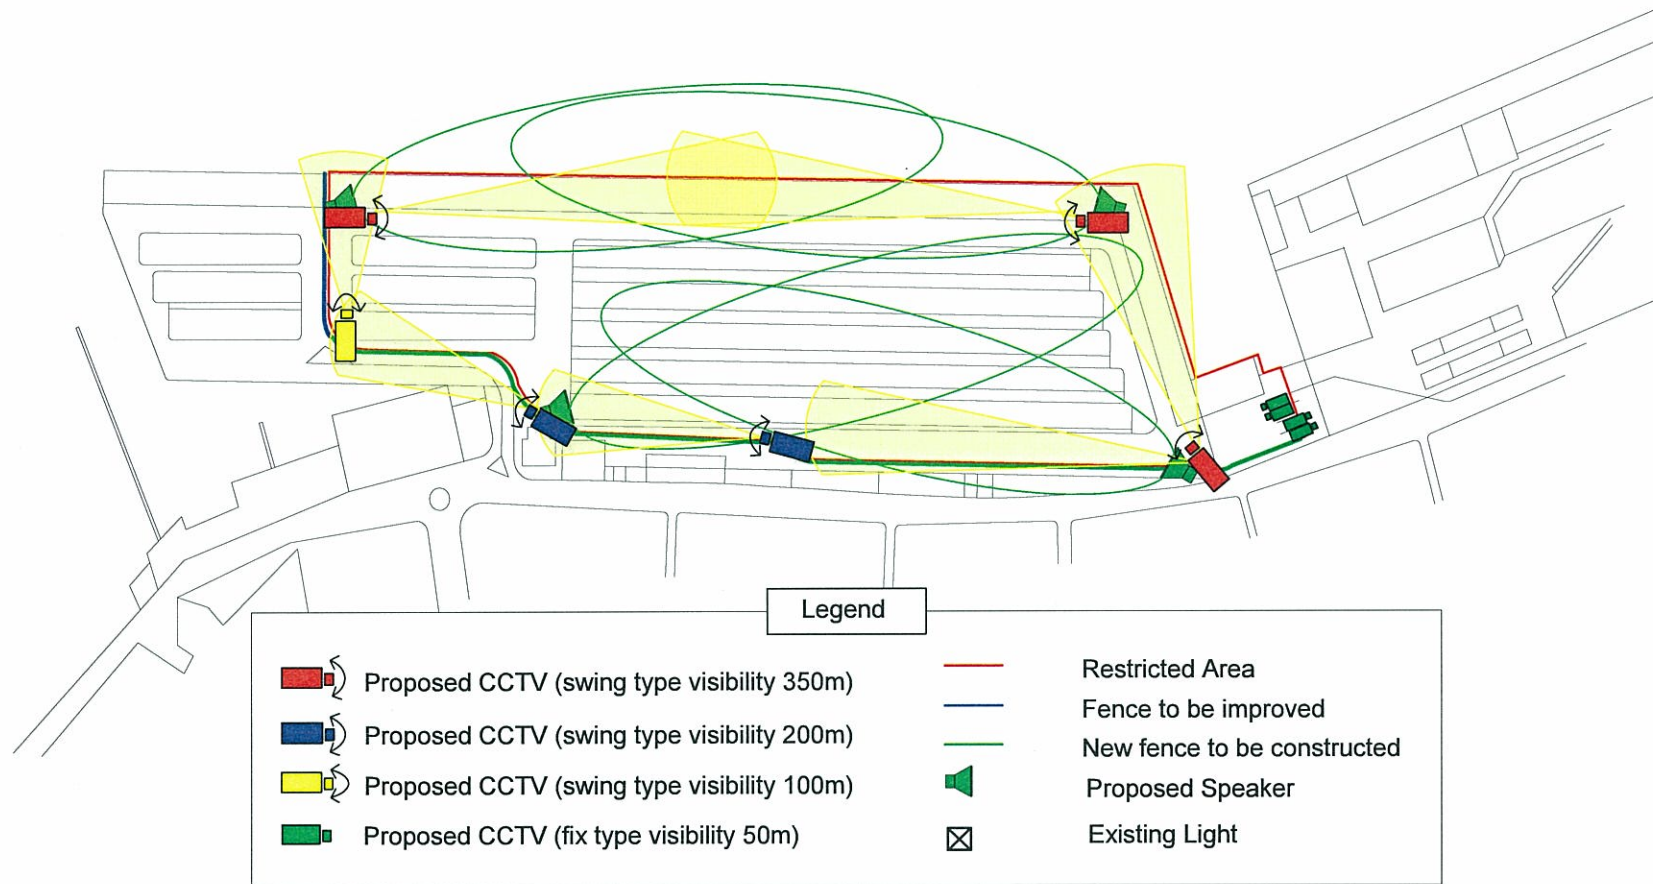 Legend
Proposed CCTV (swing type visibility 350m)
Proposed CCTV (swing type visibility 200m)
Proposed CCTV (swing type visibility 100m)
Proposed CCTV (fix type visibility 50m)
Restricted Area
Fence to be improved
New fence to be constructed
Proposed Speaker
Existing Light